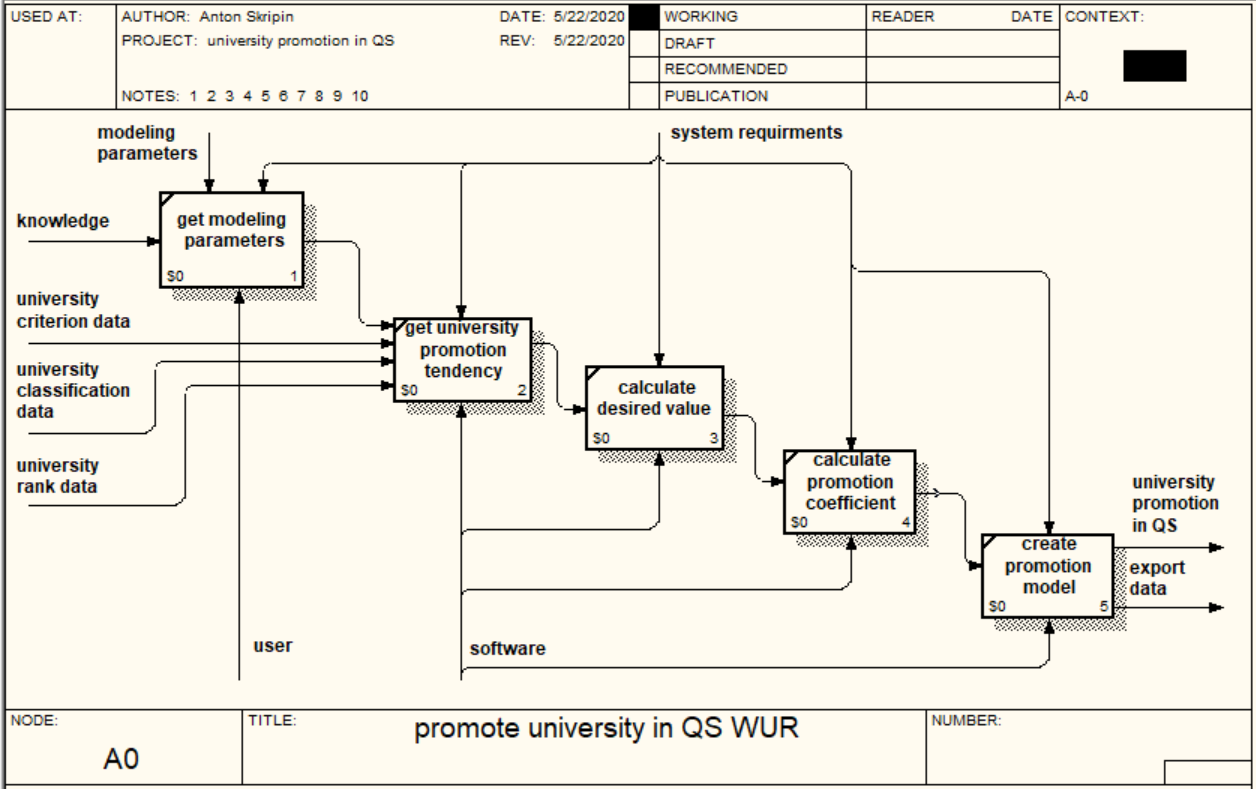 USED AT:
AUTHOR: Anton Skripin
DATE: 5/22/2020
PROJECT: university promotion in QS
REV: 5/22/2020
NOTES: 1 2 3 4 5 6 7 8 9 10
WORKING
DRAFT
RECOMMENDED
PUBLICATION
READER
DATE
CONTEXT:
A-0
modeling
parameters
system requirments
knowledge
get modeling
parameters
$0
1
university
criterion data
university
classification
data
university
rank data
get university
promotion
tendency
$0
2
calculate
desired value
$0
3
calculate
promotion
coefficient
$0
4
create
promotion
model
$0
5
university
promotion
in QS
export
data
user
software
NODE:
A0
TITLE:
promote university in QS WUR
NUMBER: